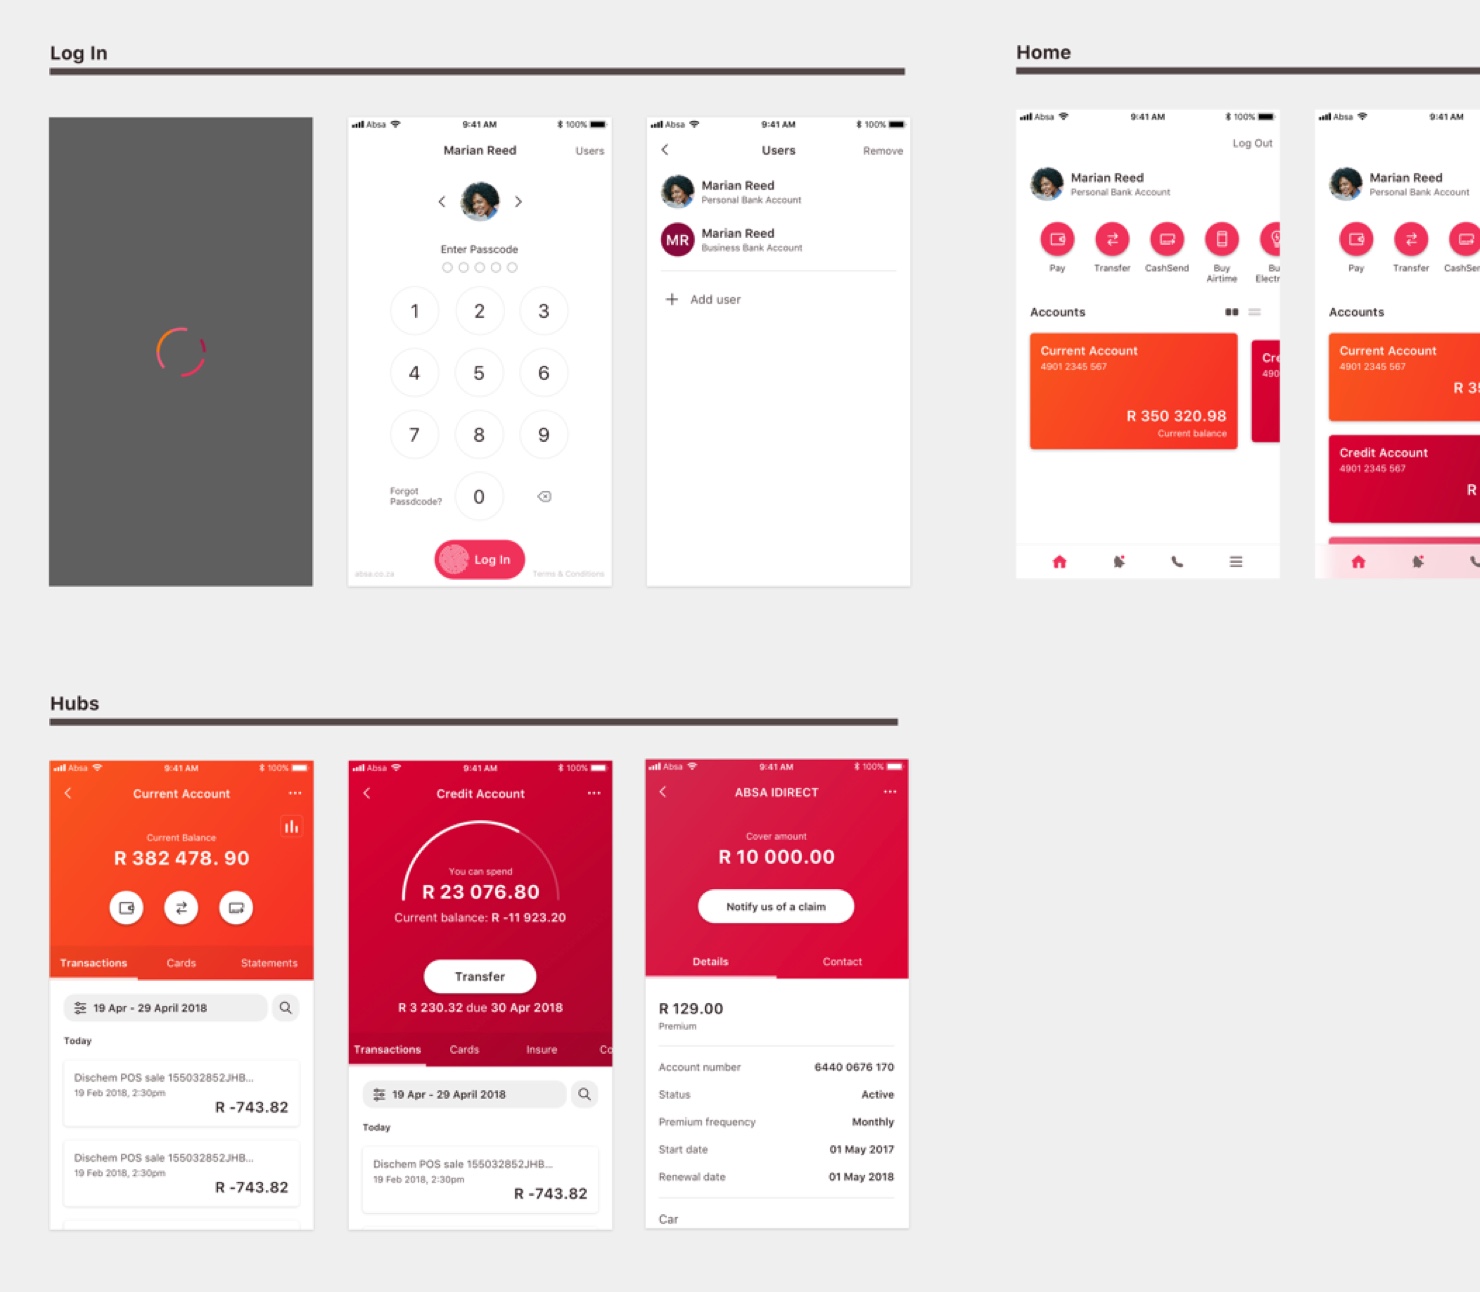 Log In
Home
Absa
9:41 AM
100%
Marian Reed
Users
Enter Passcode
1
2
3
4
5
6
7
8
9
Forgot
Passdcode?
0
Log In
absa.co.za
Terms & Conditions
Absa
9:41 AM
100%
Users
Remove
Marian Reed
Personal Bank Account
MR
Marian Reed
Business Bank Account
Add user
Absa
9:41 AM
100%
Log Out
Marian Reed
Personal Bank Account
Pay
Transfer
CashSend
Buy
Airtime
Bu
Electr
Accounts
Current Account
4901 2345 567
R 350 320.98
Current balance
Cre
490
Absa
9:41 AM
Marian Reed
Personal Bank Account
Pay
Transfer
CashSe
Accounts
Current Account
4901 2345 567
R 35
Credit Account
4901 2345 567
R
Hubs
Absa
9:41 AM
100%
Current Account
Current Balance
R 382 478. 90
Transactions
Cards
Statements
19 Apr - 29 April 2018
Today
Dischem POS sale 155032852JHB...
19 Feb 2018, 2:30pm
R -743.82
Dischem POS sale 155032852JHB...
19 Feb 2018, 2:30pm
R -743.82
Absa
9:41 AM
100%
Credit Account
You can spend
R 23 076.80
Current balance: R -11 923.20
Transfer
R 3 230.32 due 30 Apr 2018
Transactions
Cards
Insure
Co
19 Apr - 29 April 2018
Today
Dischem POS sale 155032852JHB...
19 Feb 2018, 2:30pm
R -743.82
Absa
9:41 AM
100%
ABSA IDIRECT
Cover amount
R 10 000.00
Notify us of a claim
Details
Contact
R 129.00
Premium
Account number
6440 0676 170
Status
Active
Premium frequency
Monthly
Start date
01 May 2017
Renewal date
01 May 2018
Car